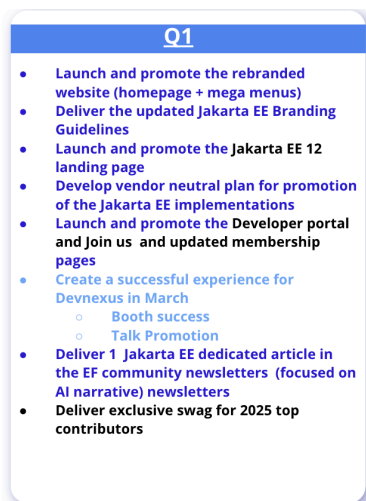 Q1
● Launch and promote the rebranded
website (homepage + mega menus)
● Deliver the updated Jakarta EE Branding
Guidelines
● Launch and promote the Jakarta EE 12
landing page
● Develop vendor neutral plan for promotion
of the Jakarta EE implementations
● Launch and promote the Developer portal
and Join us and updated membership
pages
● Create a successful experience for
Devnexus in March
○ Booth success
○ Talk Promotion
● Deliver 1 Jakarta EE dedicated article in
the EF community newsletters (focused on
AI narrative) newsletters
● Deliver exclusive swag for 2025 top
contributors